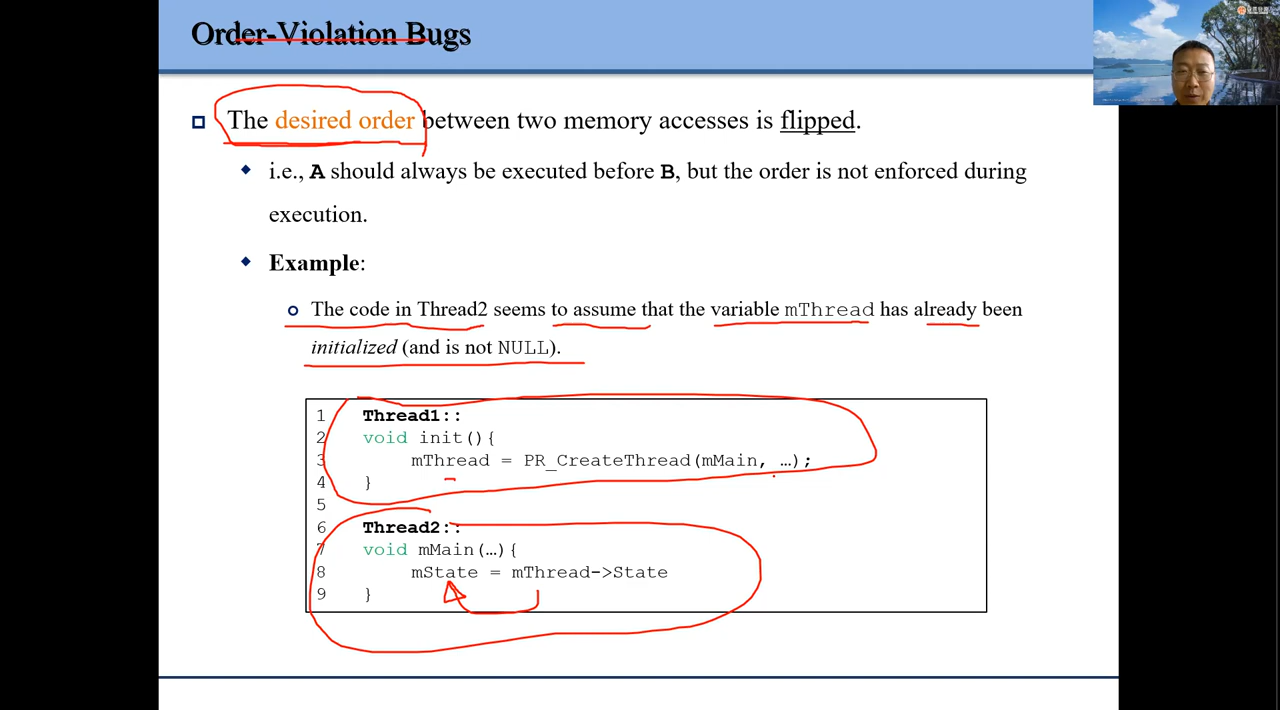 Order-Violation Bugs
The desired order between two memory accesses is flipped.
i.e., A should always be executed before B, but the order is not enforced during
execution.
Example:
The code in Thread2 seems to assume that the variable mThread has already been
initialized (and is not NULL).
1 Thread1::
2 void init(){
3 mThread = PR_CreateThread(mMain, …);
4 }
5
6 Thread2::
7 void mMain(…){
8 mState = mThread->State
9 }